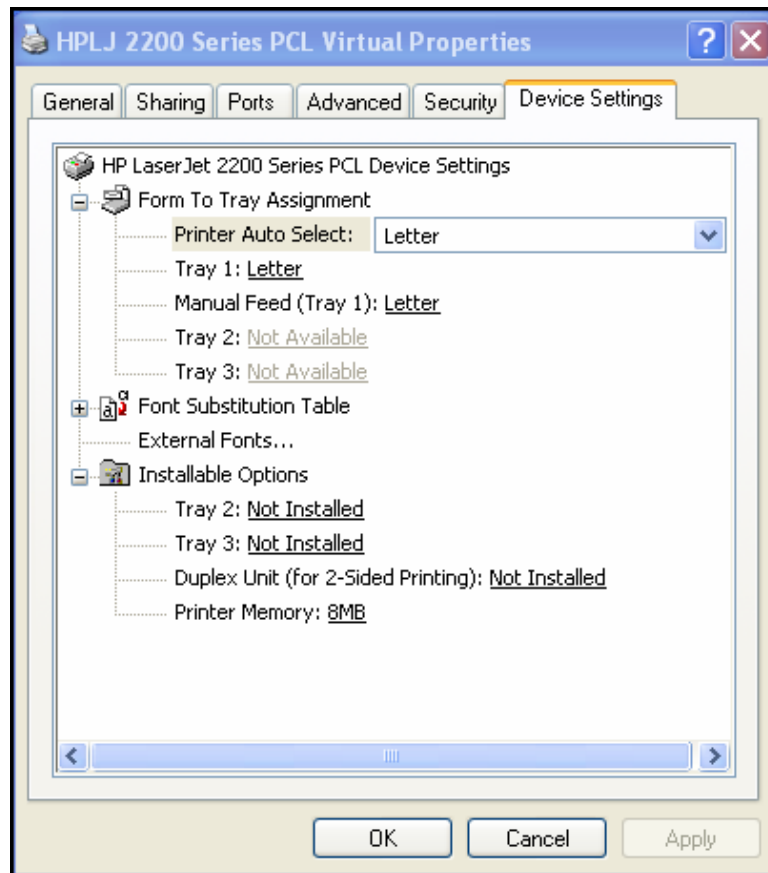 HPLJ 2200 Series PCL Virtual Properties
General Sharing Ports Advanced Security Device Settings
HP LaserJet 2200 Series PCL Device Settings
Form To Tray Assignment
Printer Auto Select: Letter
Tray 1: Letter
Manual Feed (Tray 1): Letter
Tray 2: Not Available
Tray 3: Not Available
Font Substitution Table
External Fonts...
Installable Options
Tray 2: Not Installed
Tray 3: Not Installed
Duplex Unit (for 2-Sided Printing): Not Installed
Printer Memory: 8MB
OK Cancel Apply